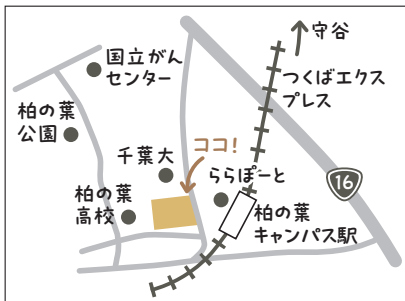 守谷
国立がん
センター
つくばエクス
プレス
柏の葉
公園
千葉大
ココ!
ららぽーと
16
柏の葉
高校
柏の葉
キャンパス駅